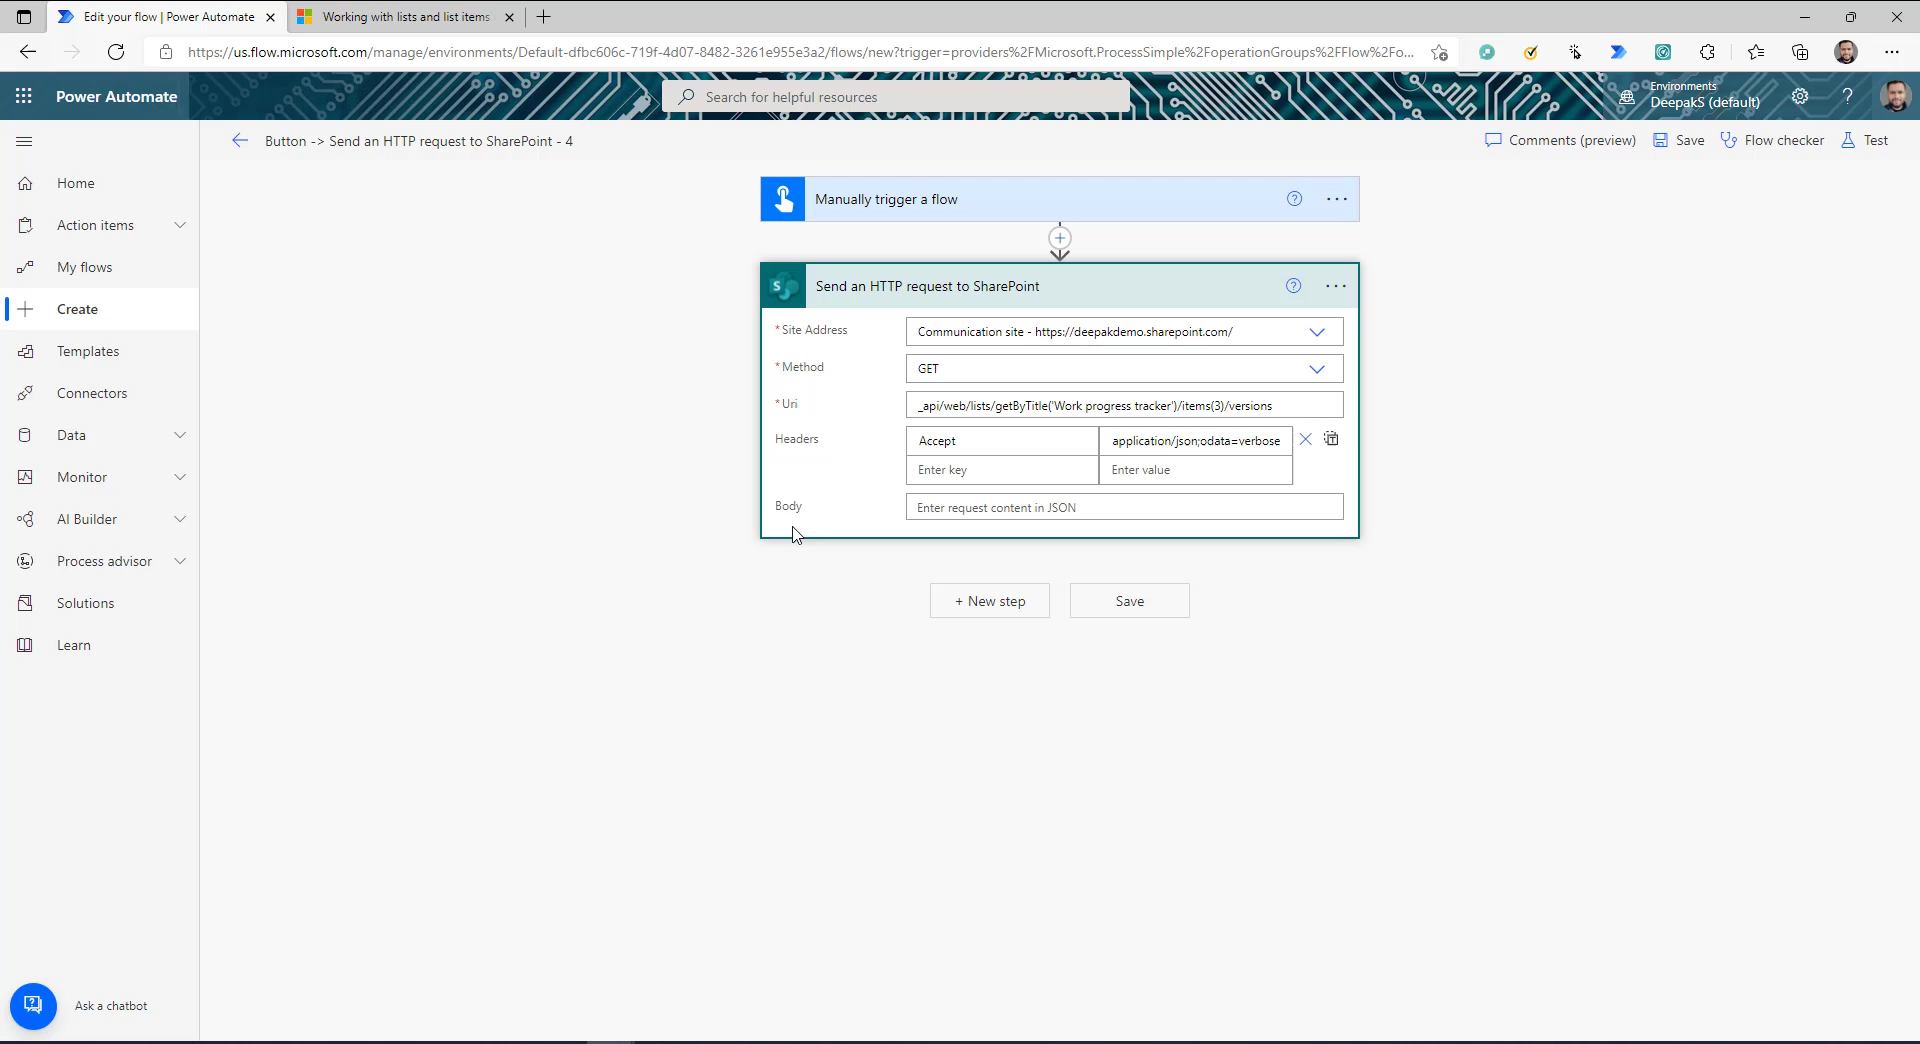 Edit your flow | Power Automate
Working with lists and list items
https://us.flow.microsoft.com/manage/environments/Default-dfbc606c-719f-4d07-8482-3261e955e3a2/flows/new?trigger=providers%2FMicrosoft.ProcessSimple%2FoperationGroups%2FFlow%2Fo...
Power Automate
Search for helpful resources
Environments
DeepakS (default)
?
Button -> Send an HTTP request to SharePoint - 4
Comments (preview)
Save
Flow checker
Test
Home
Action items
My flows
Create
Templates
Connectors
Data
Monitor
AI Builder
Process advisor
Solutions
Learn
Ask a chatbot
Manually trigger a flow
Send an HTTP request to SharePoint
* Site Address
Communication site - https://deepakdemo.sharepoint.com/
* Method
GET
* Uri
_api/web/lists/getByTitle('Work progress tracker')/items(3)/versions
Headers
Accept
application/json;odata=verbose
Enter key
Enter value
Body
Enter request content in JSON
+ New step
Save